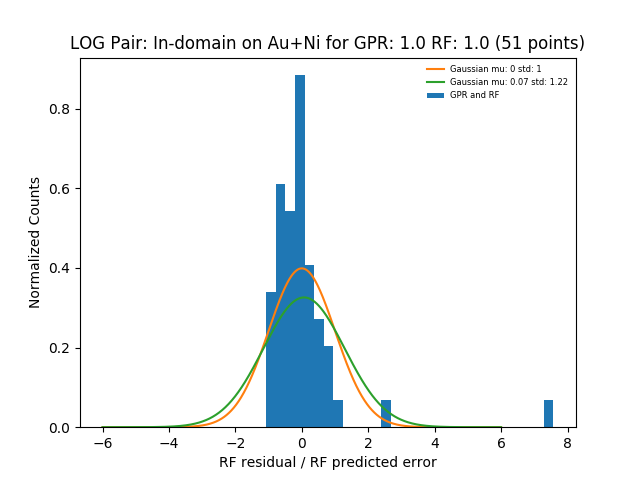 LOG Pair: In-domain on Au+Ni for GPR: 1.0 RF: 1.0 (51 points)
Gaussian mu: 0 std: 1
Gaussian mu: 0.07 std: 1.22
GPR and RF
Normalized Counts
0.8
0.6
0.4
0.2
0.0
−6 −4 −2 0 2 4 6 8
RF residual / RF predicted error